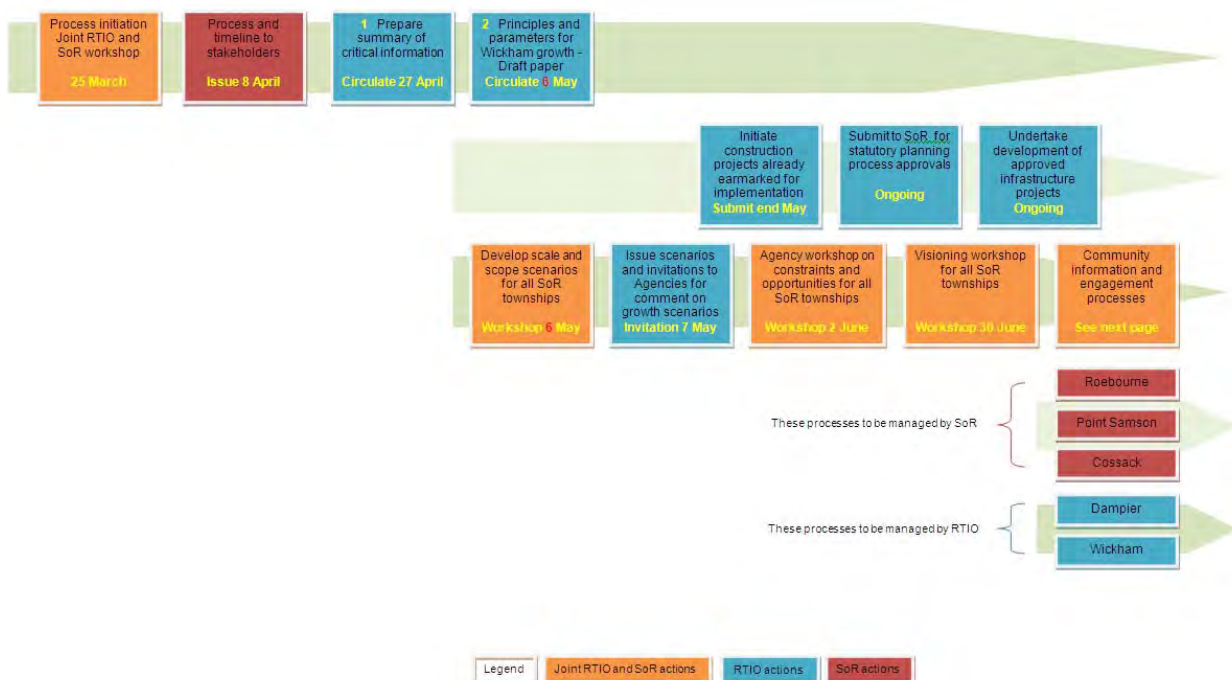 Process initiation
Joint RTIO and
SoR workshop
25 March
Process and
timeline to
stakeholders
Issue 8 April
1 Prepare
summary of
critical information
Circulate 27 April
2 Principles and
parameters for
Wickham growth -
Draft paper
Circulate 6 May
Initiate
construction
projects already
earmarked for
implementation
Submit end May
Submit to SoR for
statutory planning
process approvals
Ongoing
Undertake
development of
approved
infrastructure
projects
Ongoing
Develop scale and
scope scenarios
for all SoR
townships
Workshop 6 May
Issue scenarios
and invitations to
Agencies for
comment on
growth scenarios
Invitation 7 May
Agency workshop on
constraints and
opportunities for all
SoR townships
Workshop 2 June
Visioning workshop
for all SoR
townships
Workshop 30 June
Community
information and
engagement
processes
See next page
These processes to be managed by SoR
Roebourne
Point Samson
Cossack
These processes to be managed by RTIO
Dampier
Wickham
Legend
Joint RTIO and SoR actions
RTIO actions
SoR actions